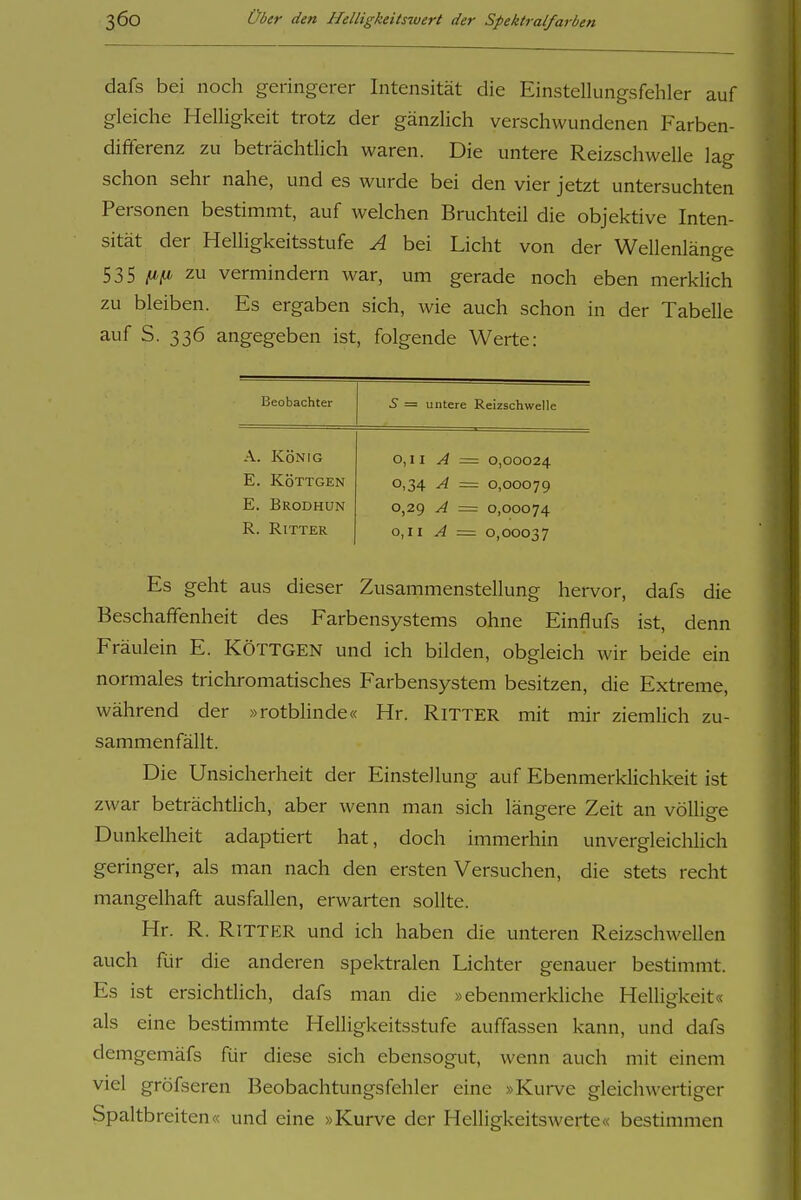 360 Über den Helligkeitswert der Spektralfarben
dafs bei noch geringerer Intensität die Einstellungsfehler auf
gleiche Helligkeit trotz der gänzlich verschwundenen Farben-
differenz zu beträchtlich waren. Die untere Reizschwelle lag
schon sehr nahe, und es wurde bei den vier jetzt untersuchten
Personen bestimmt, auf welchen Bruchteil die objektive Inten-
sität der Helligkeitsstufe A bei Licht von der Wellenlänge
535 μμ zu vermindern war, um gerade noch eben merklich
zu bleiben. Es ergaben sich, wie auch schon in der Tabelle
auf S. 336 angegeben ist, folgende Werte:
Beobachter S = untere Reizschwelle
A. KÖNIG 0,11 A = 0,00024
E. KÖTTGEN 0,34 A = 0,00079
E. BRODHUN 0,29 A = 0,00074
R. RITTER 0,11 A = 0,00037
Es geht aus dieser Zusammenstellung hervor, dafs die
Beschaffenheit des Farbensystems ohne Einflufs ist, denn
Fräulein E. KÖTTGEN und ich bilden, obgleich wir beide ein
normales trichromatisches Farbensystem besitzen, die Extreme,
während der »rotblinde« Hr. RITTER mit mir ziemlich zu-
sammenfällt.
Die Unsicherheit der Einstellung auf Ebenmerklichkeit ist
zwar beträchtlich, aber wenn man sich längere Zeit an völlige
Dunkelheit adaptiert hat, doch immerhin unvergleichlich
geringer, als man nach den ersten Versuchen, die stets recht
mangelhaft ausfallen, erwarten sollte.
Hr. R. RITTER und ich haben die unteren Reizschwellen
auch für die anderen spektralen Lichter genauer bestimmt.
Es ist ersichtlich, dafs man die »ebenmerkliche Helligkeit«
als eine bestimmte Helligkeitsstufe auffassen kann, und dafs
demgemäfs für diese sich ebensogut, wenn auch mit einem
viel gröfseren Beobachtungsfehler eine »Kurve gleichwertiger
Spaltbreiten« und eine »Kurve der Helligkeitswerte« bestimmen